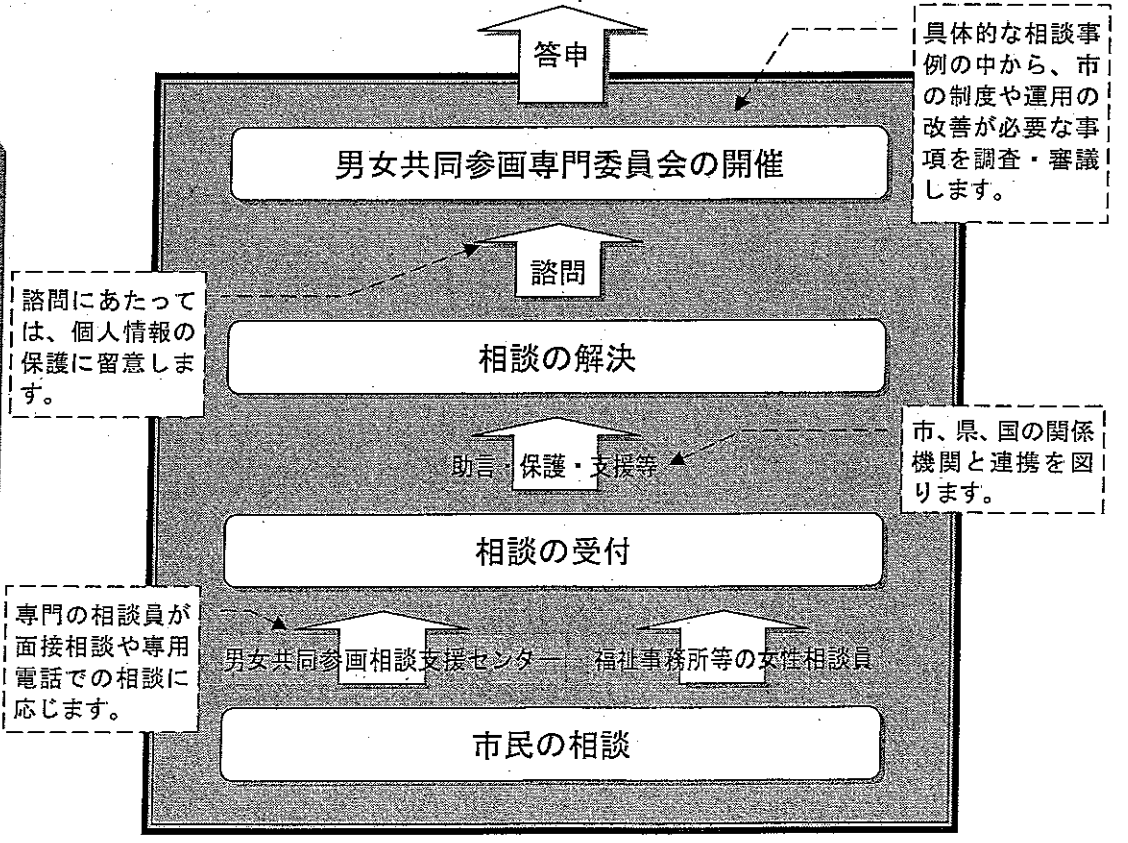 答申
具体的な相談事
例の中から、市
の制度や運用の
改善が必要な事
項を調査・審議
します。
男女共同参画専門委員会の開催
諮問
諮問にあたって
は、個人情報の
保護に留意しま
す。
相談の解決
市、県、国の関係
機関と連携を図
ります。
助言・保護・支援等
相談の受付
専門の相談員が
面接相談や専用
電話での相談に
応じます。
男女共同参画相談支援センター
福祉事務所等の女性相談員
市民の相談